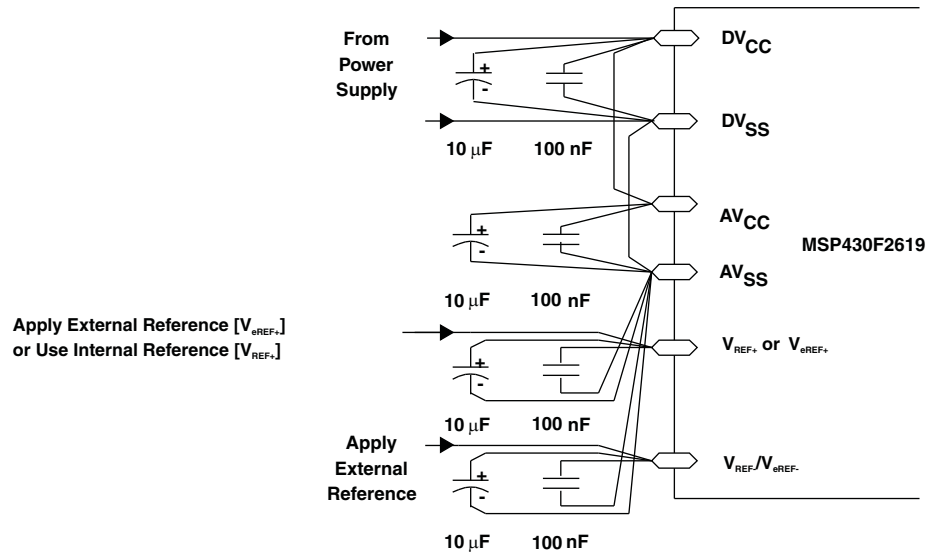 From
Power
Supply
DVCC
+
-
DVSS
10 μF 100 nF
AVCC
+
-
MSP430F2619
AVSS
10 μF 100 nF
Apply External Reference [VeREF+]
or Use Internal Reference [VREF+]
VREF+ or VeREF+
+
-
10 μF 100 nF
Apply
External
Reference
VREF-/VeREF-
+
-
10 μF 100 nF